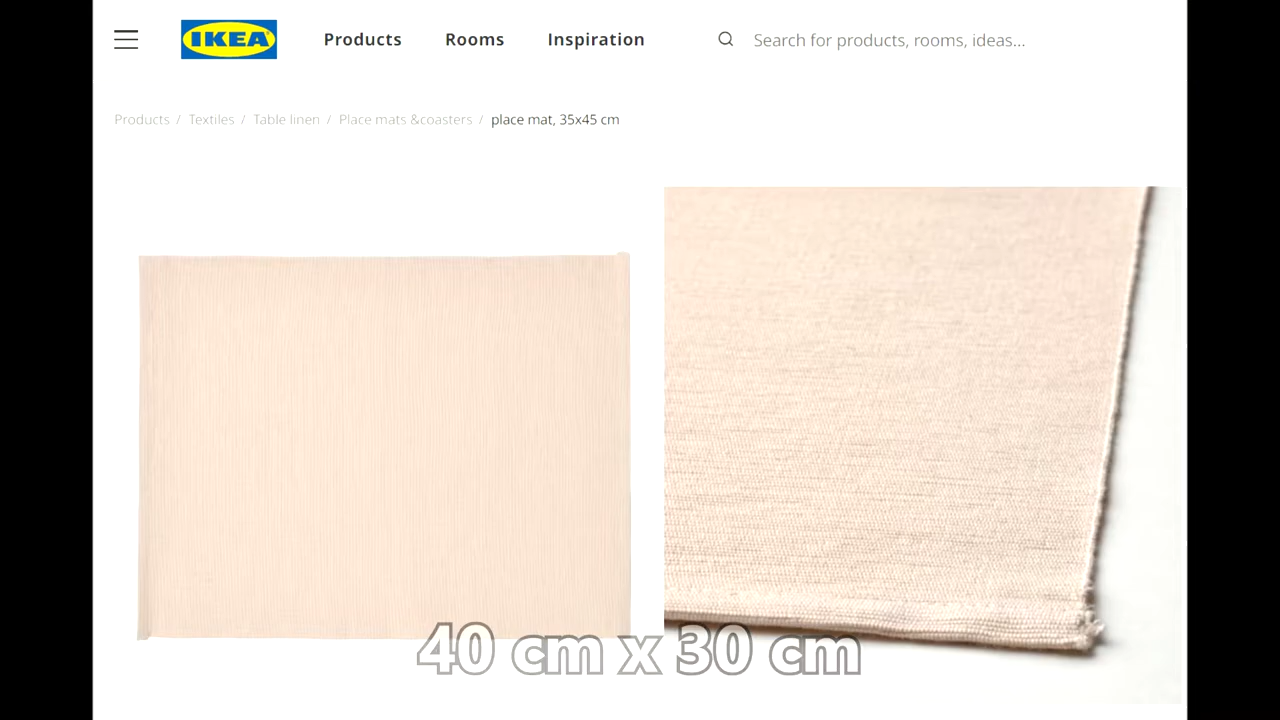 IKEA
Products Rooms Inspiration Search for products, rooms, ideas...
Products / Textiles / Table linen / Place mats &coasters / place mat, 35x45 cm
40 cm x 30 cm